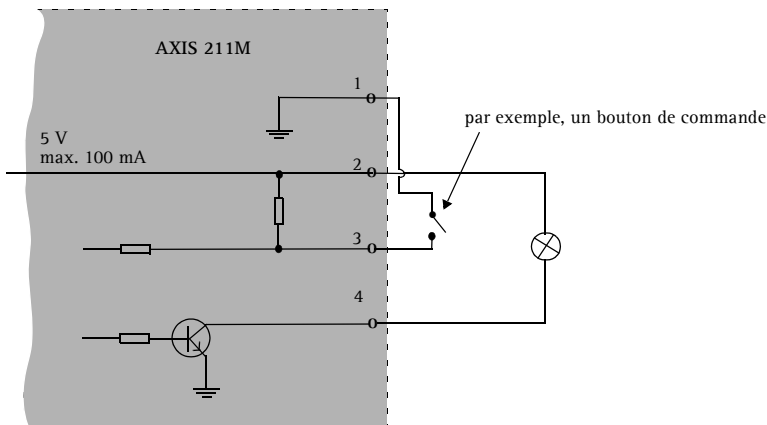 AXIS 211M
1
par exemple, un bouton de commande
5 V
max. 100 mA
2
3
4